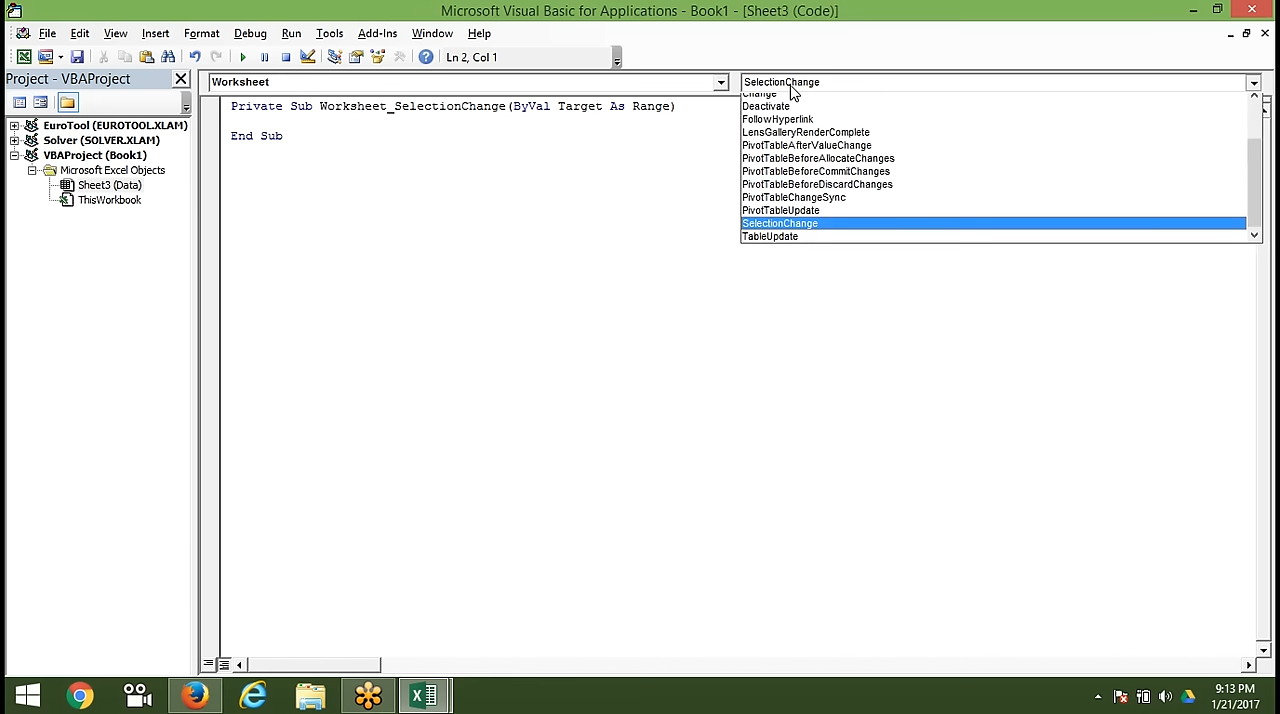 Microsoft Visual Basic for Applications - Book1 - [Sheet3 (Code)]
File Edit View Insert Format Debug Run Tools Add-Ins Window Help
Ln 2, Col 1
Project - VBAProject
Worksheet
SelectionChange
EuroTool (EUROTOOL.XLAM)
Solver (SOLVER.XLAM)
VBAProject (Book1)
Microsoft Excel Objects
Sheet3 (Data)
ThisWorkbook
Private Sub Worksheet_SelectionChange(ByVal Target As Range)
End Sub
Change
Deactivate
FollowHyperlink
LensGalleryRenderComplete
PivotTableAfterValueChange
PivotTableBeforeAllocateChanges
PivotTableBeforeCommitChanges
PivotTableBeforeDiscardChanges
PivotTableChangeSync
PivotTableUpdate
SelectionChange
TableUpdate
9:13 PM
1/21/2017